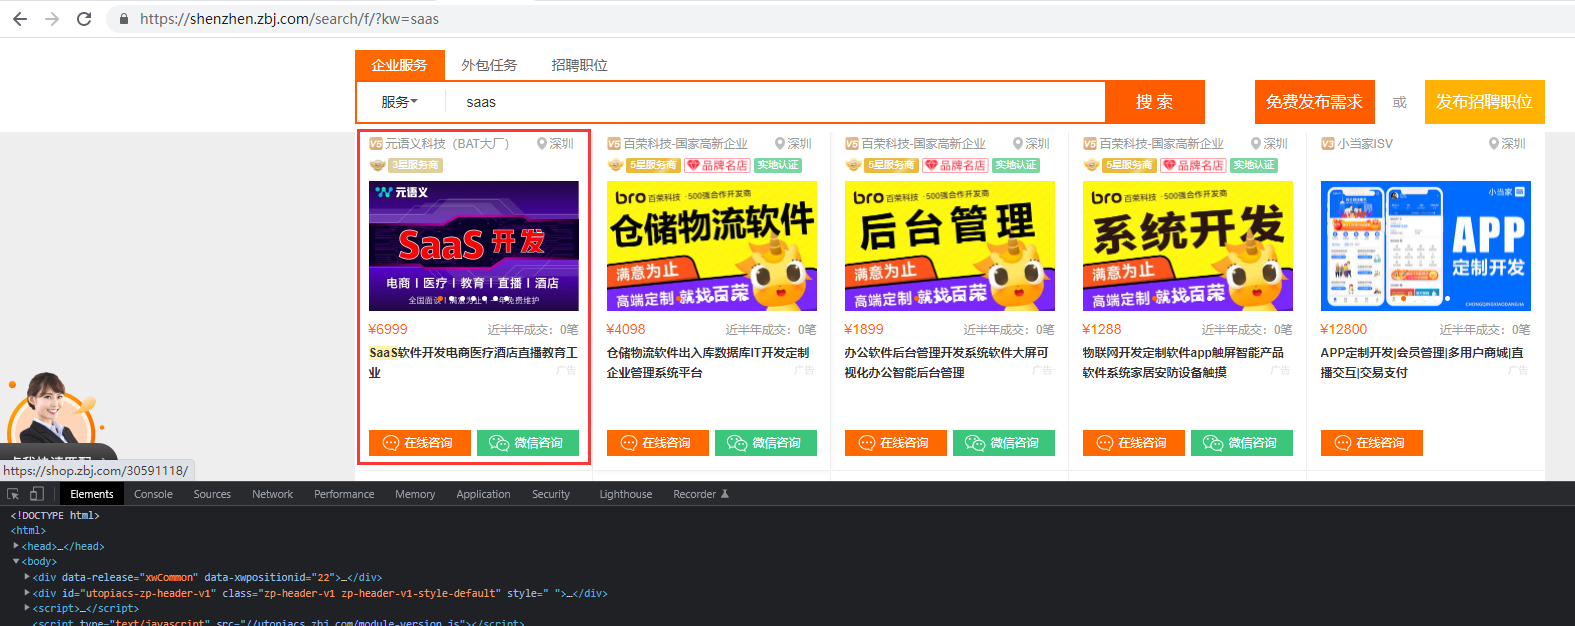 https://shenzhen.zbj.com/search/f/?kw=saas
企业服务 外包任务 招聘职位
服务 saas 搜 索 免费发布需求 或 发布招聘职位
V5 元语义科技（BAT大厂） 深圳
3星服务商
元语义
SaaS 开发
电商 | 医疗 | 教育 | 直播 | 酒店
¥6999 近半年成交：0笔
SaaS软件开发电商医疗酒店直播教育工
业 广告
在线咨询 微信咨询
V5 百荣科技-国家高新企业 深圳
5星服务商 品牌名店 实地认证
bro 百荣科技 · 500强合作开发商
仓储物流软件
满意为止
高端定制 就找百荣
¥4098 近半年成交：0笔
仓储物流软件出入库数据库IT开发定制
企业管理系统平台 广告
在线咨询 微信咨询
V5 百荣科技-国家高新企业 深圳
5星服务商 品牌名店 实地认证
bro 百荣科技 · 500强合作开发商
后台管理
满意为止
高端定制 就找百荣
¥1899 近半年成交：0笔
办公软件后台管理开发系统软件大屏可
视化办公智能后台管理 广告
在线咨询 微信咨询
V5 百荣科技-国家高新企业 深圳
5星服务商 品牌名店 实地认证
bro 百荣科技 · 500强合作开发商
系统开发
满意为止
高端定制 就找百荣
¥1288 近半年成交：0笔
物联网开发定制软件app触屏智能产品
软件系统家居安防设备触摸 广告
在线咨询 微信咨询
V3 小当家ISV 深圳
小当家
APP
定制开发
CHONGQINGXIAODANGJIA
¥12800 近半年成交：0笔
APP定制开发|会员管理|多用户商城|直
播交互|交易支付 广告
在线咨询
https://shop.zbj.com/30591118/
Elements Console Sources Network Performance Memory Application Security Lighthouse Recorder
<!DOCTYPE html>
<html>
<head>…</head>
<body>
<div data-release="xwCommon" data-xwpositionid="22">…</div>
<div id="utopiacs-zp-header-v1" class="zp-header-v1 zp-header-v1-style-default" style=" ">…</div>
<script>…</script>
<script type="text/javascript" src="//utopiacs.zbj.com/module-version.js"></script>